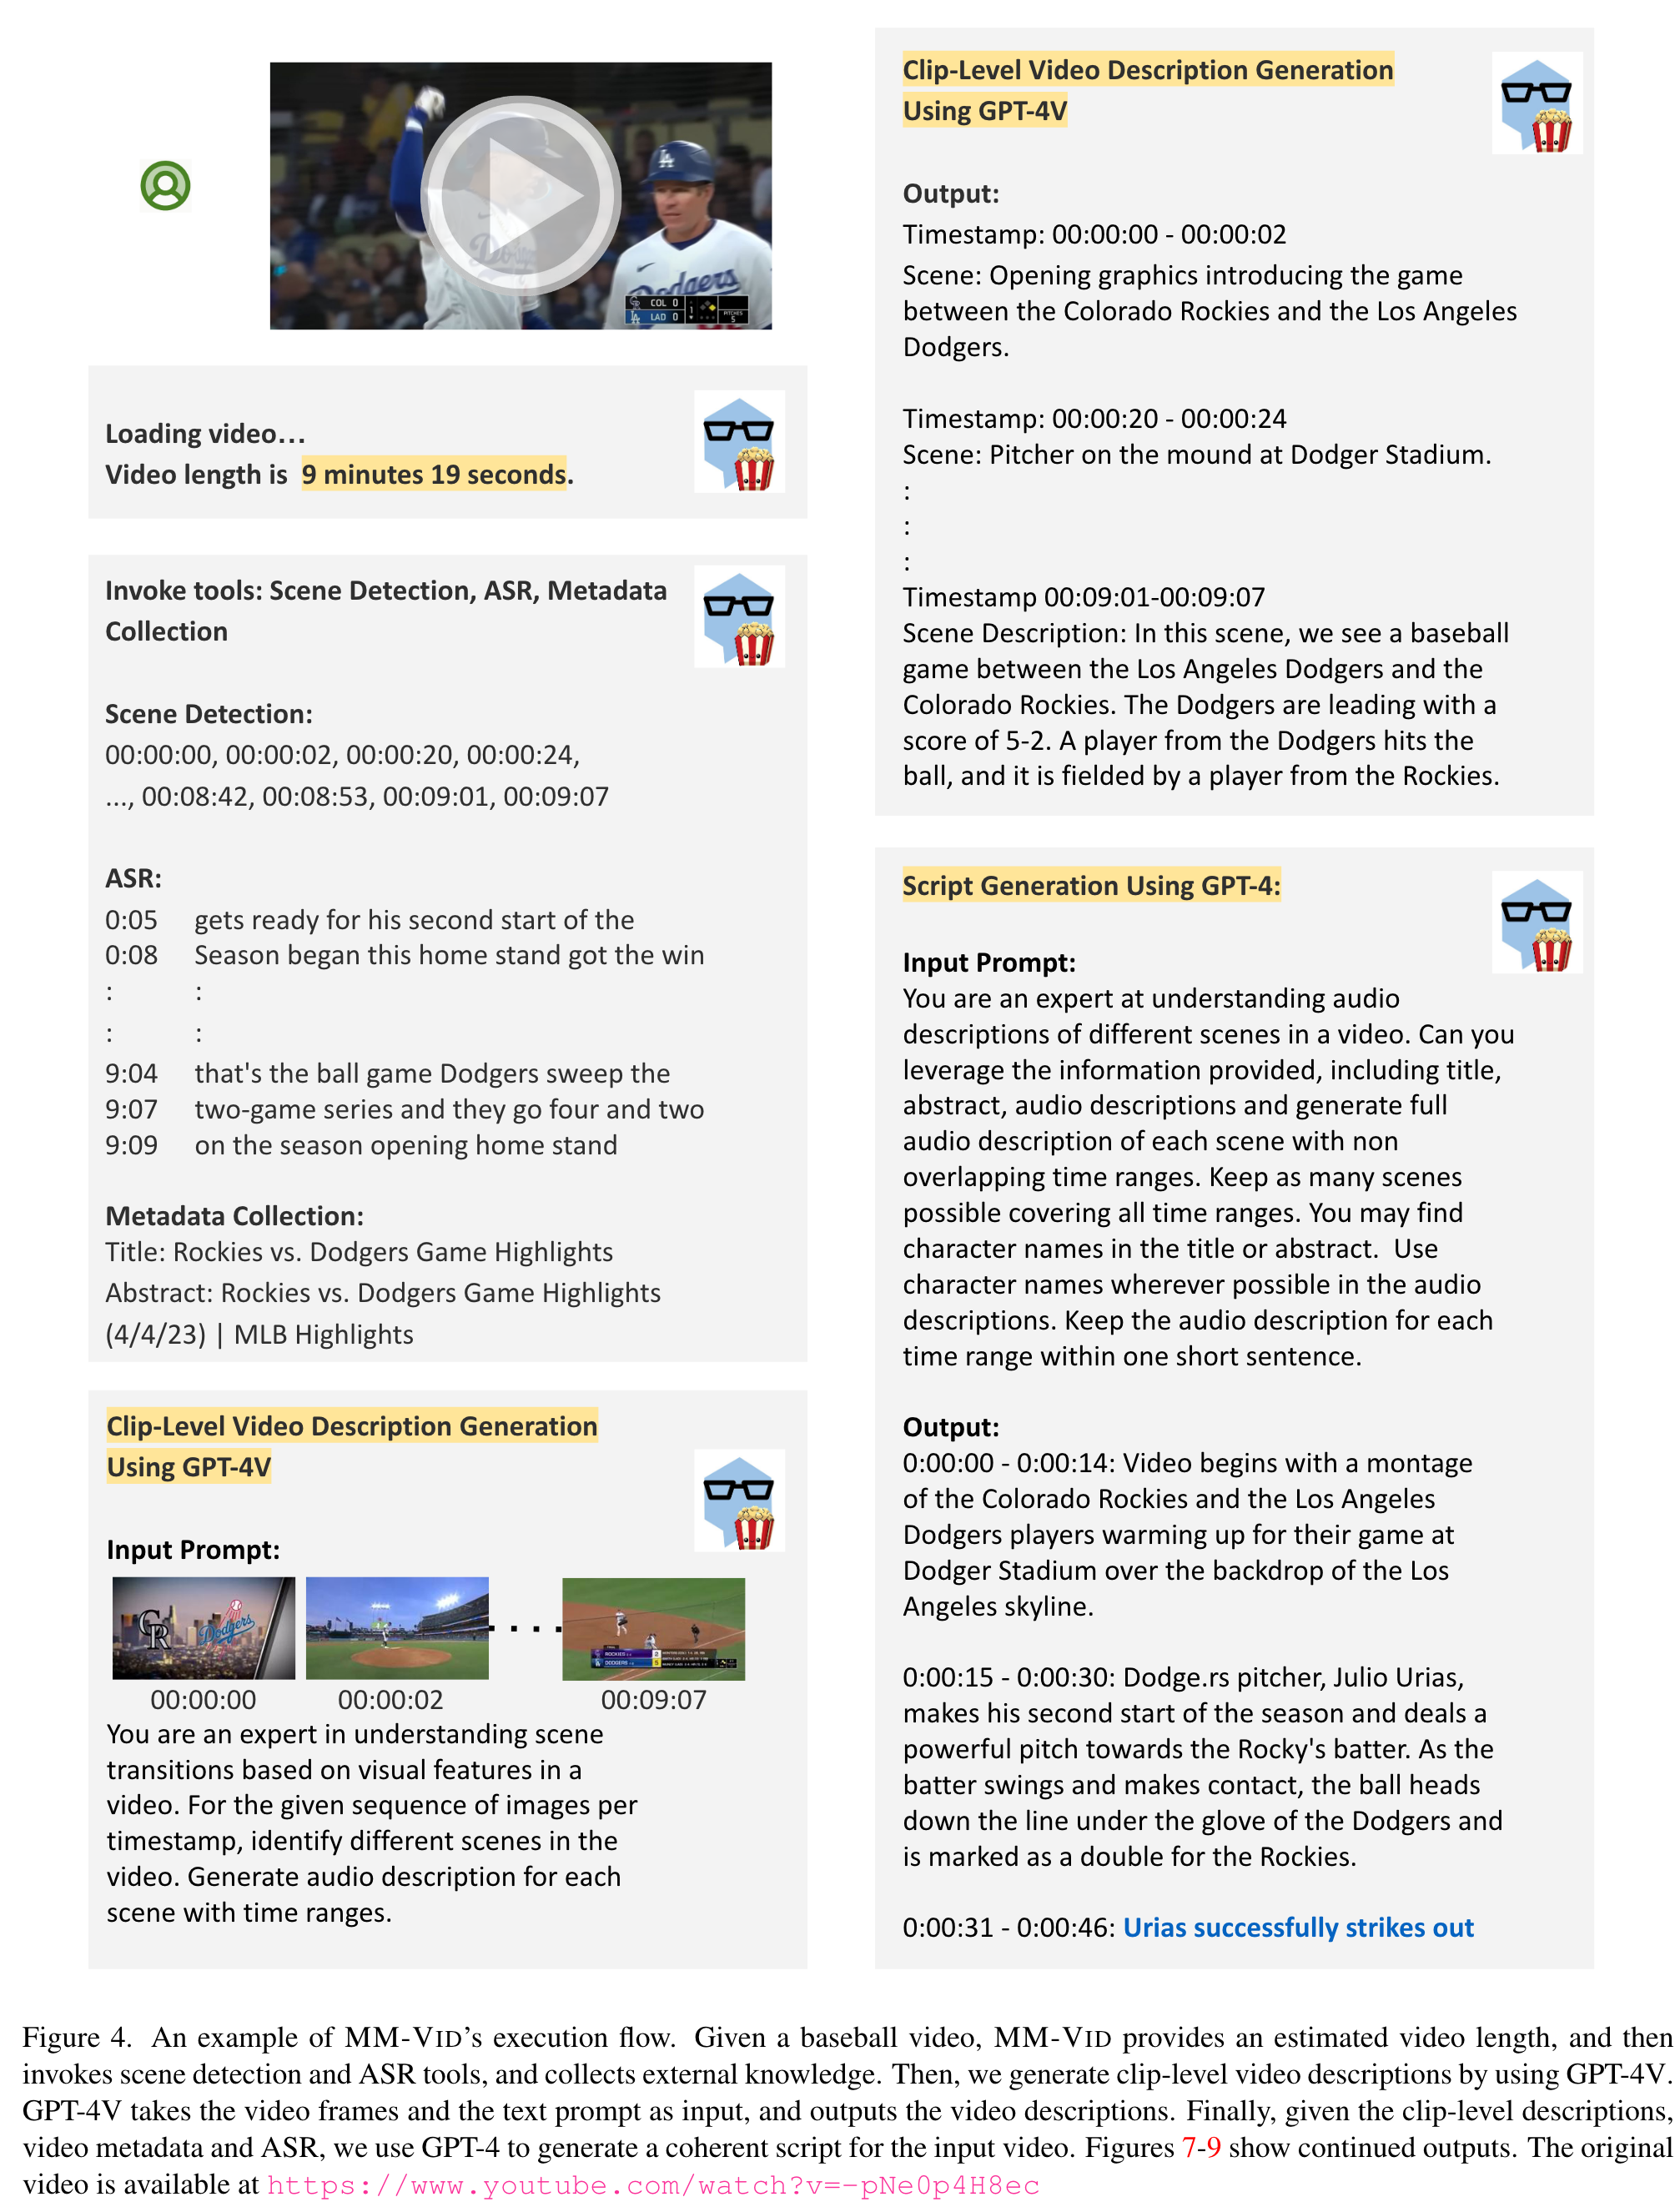 Dodgers
Dodgers
COL 0
LAD 0
1
PITCHES
5
Loading video...
Video length is 9 minutes 19 seconds.
Invoke tools: Scene Detection, ASR, Metadata
Collection
Scene Detection:
00:00:00, 00:00:02, 00:00:20, 00:00:24,
..., 00:08:42, 00:08:53, 00:09:01, 00:09:07
ASR:
0:05 gets ready for his second start of the
0:08 Season began this home stand got the win
: :
: :
9:04 that's the ball game Dodgers sweep the
9:07 two-game series and they go four and two
9:09 on the season opening home stand
Metadata Collection:
Title: Rockies vs. Dodgers Game Highlights
Abstract: Rockies vs. Dodgers Game Highlights
(4/4/23) | MLB Highlights
Clip-Level Video Description Generation
Using GPT-4V
Input Prompt:
CR Dodgers
ROCKIES 2
DODGERS 5
00:00:00 00:00:02 00:09:07
You are an expert in understanding scene
transitions based on visual features in a
video. For the given sequence of images per
timestamp, identify different scenes in the
video. Generate audio description for each
scene with time ranges.
Clip-Level Video Description Generation
Using GPT-4V
Output:
Timestamp: 00:00:00 - 00:00:02
Scene: Opening graphics introducing the game
between the Colorado Rockies and the Los Angeles
Dodgers.
Timestamp: 00:00:20 - 00:00:24
Scene: Pitcher on the mound at Dodger Stadium.
:
:
:
Timestamp 00:09:01-00:09:07
Scene Description: In this scene, we see a baseball
game between the Los Angeles Dodgers and the
Colorado Rockies. The Dodgers are leading with a
score of 5-2. A player from the Dodgers hits the
ball, and it is fielded by a player from the Rockies.
Script Generation Using GPT-4:
Input Prompt:
You are an expert at understanding audio
descriptions of different scenes in a video. Can you
leverage the information provided, including title,
abstract, audio descriptions and generate full
audio description of each scene with non
overlapping time ranges. Keep as many scenes
possible covering all time ranges. You may find
character names in the title or abstract.  Use
character names wherever possible in the audio
descriptions. Keep the audio description for each
time range within one short sentence.
Output:
0:00:00 - 0:00:14: Video begins with a montage
of the Colorado Rockies and the Los Angeles
Dodgers players warming up for their game at
Dodger Stadium over the backdrop of the Los
Angeles skyline.
0:00:15 - 0:00:30: Dodge.rs pitcher, Julio Urias,
makes his second start of the season and deals a
powerful pitch towards the Rocky's batter. As the
batter swings and makes contact, the ball heads
down the line under the glove of the Dodgers and
is marked as a double for the Rockies.
0:00:31 - 0:00:46: Urias successfully strikes out
Figure 4. An example of MM-VID's execution flow. Given a baseball video, MM-VID provides an estimated video length, and then
invokes scene detection and ASR tools, and collects external knowledge. Then, we generate clip-level video descriptions by using GPT-4V.
GPT-4V takes the video frames and the text prompt as input, and outputs the video descriptions. Finally, given the clip-level descriptions,
video metadata and ASR, we use GPT-4 to generate a coherent script for the input video. Figures 7-9 show continued outputs. The original
video is available at https://www.youtube.com/watch?v=-pNe0p4H8ec